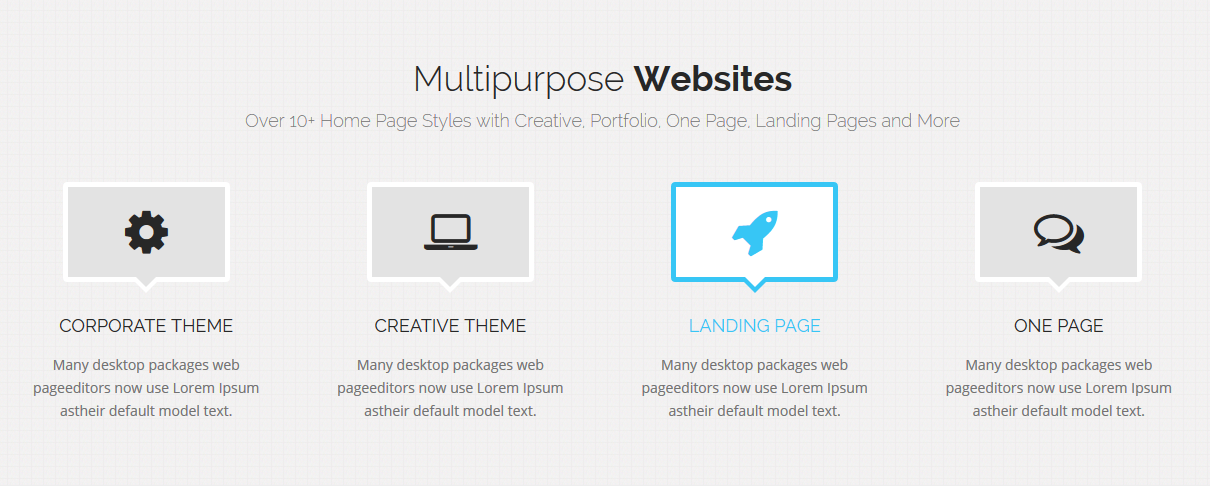 Multipurpose Websites
Over 10+ Home Page Styles with Creative, Portfolio, One Page, Landing Pages and More
CORPORATE THEME
Many desktop packages web
pageeditors now use Lorem Ipsum
astheir default model text.
CREATIVE THEME
Many desktop packages web
pageeditors now use Lorem Ipsum
astheir default model text.
LANDING PAGE
Many desktop packages web
pageeditors now use Lorem Ipsum
astheir default model text.
ONE PAGE
Many desktop packages web
pageeditors now use Lorem Ipsum
astheir default model text.